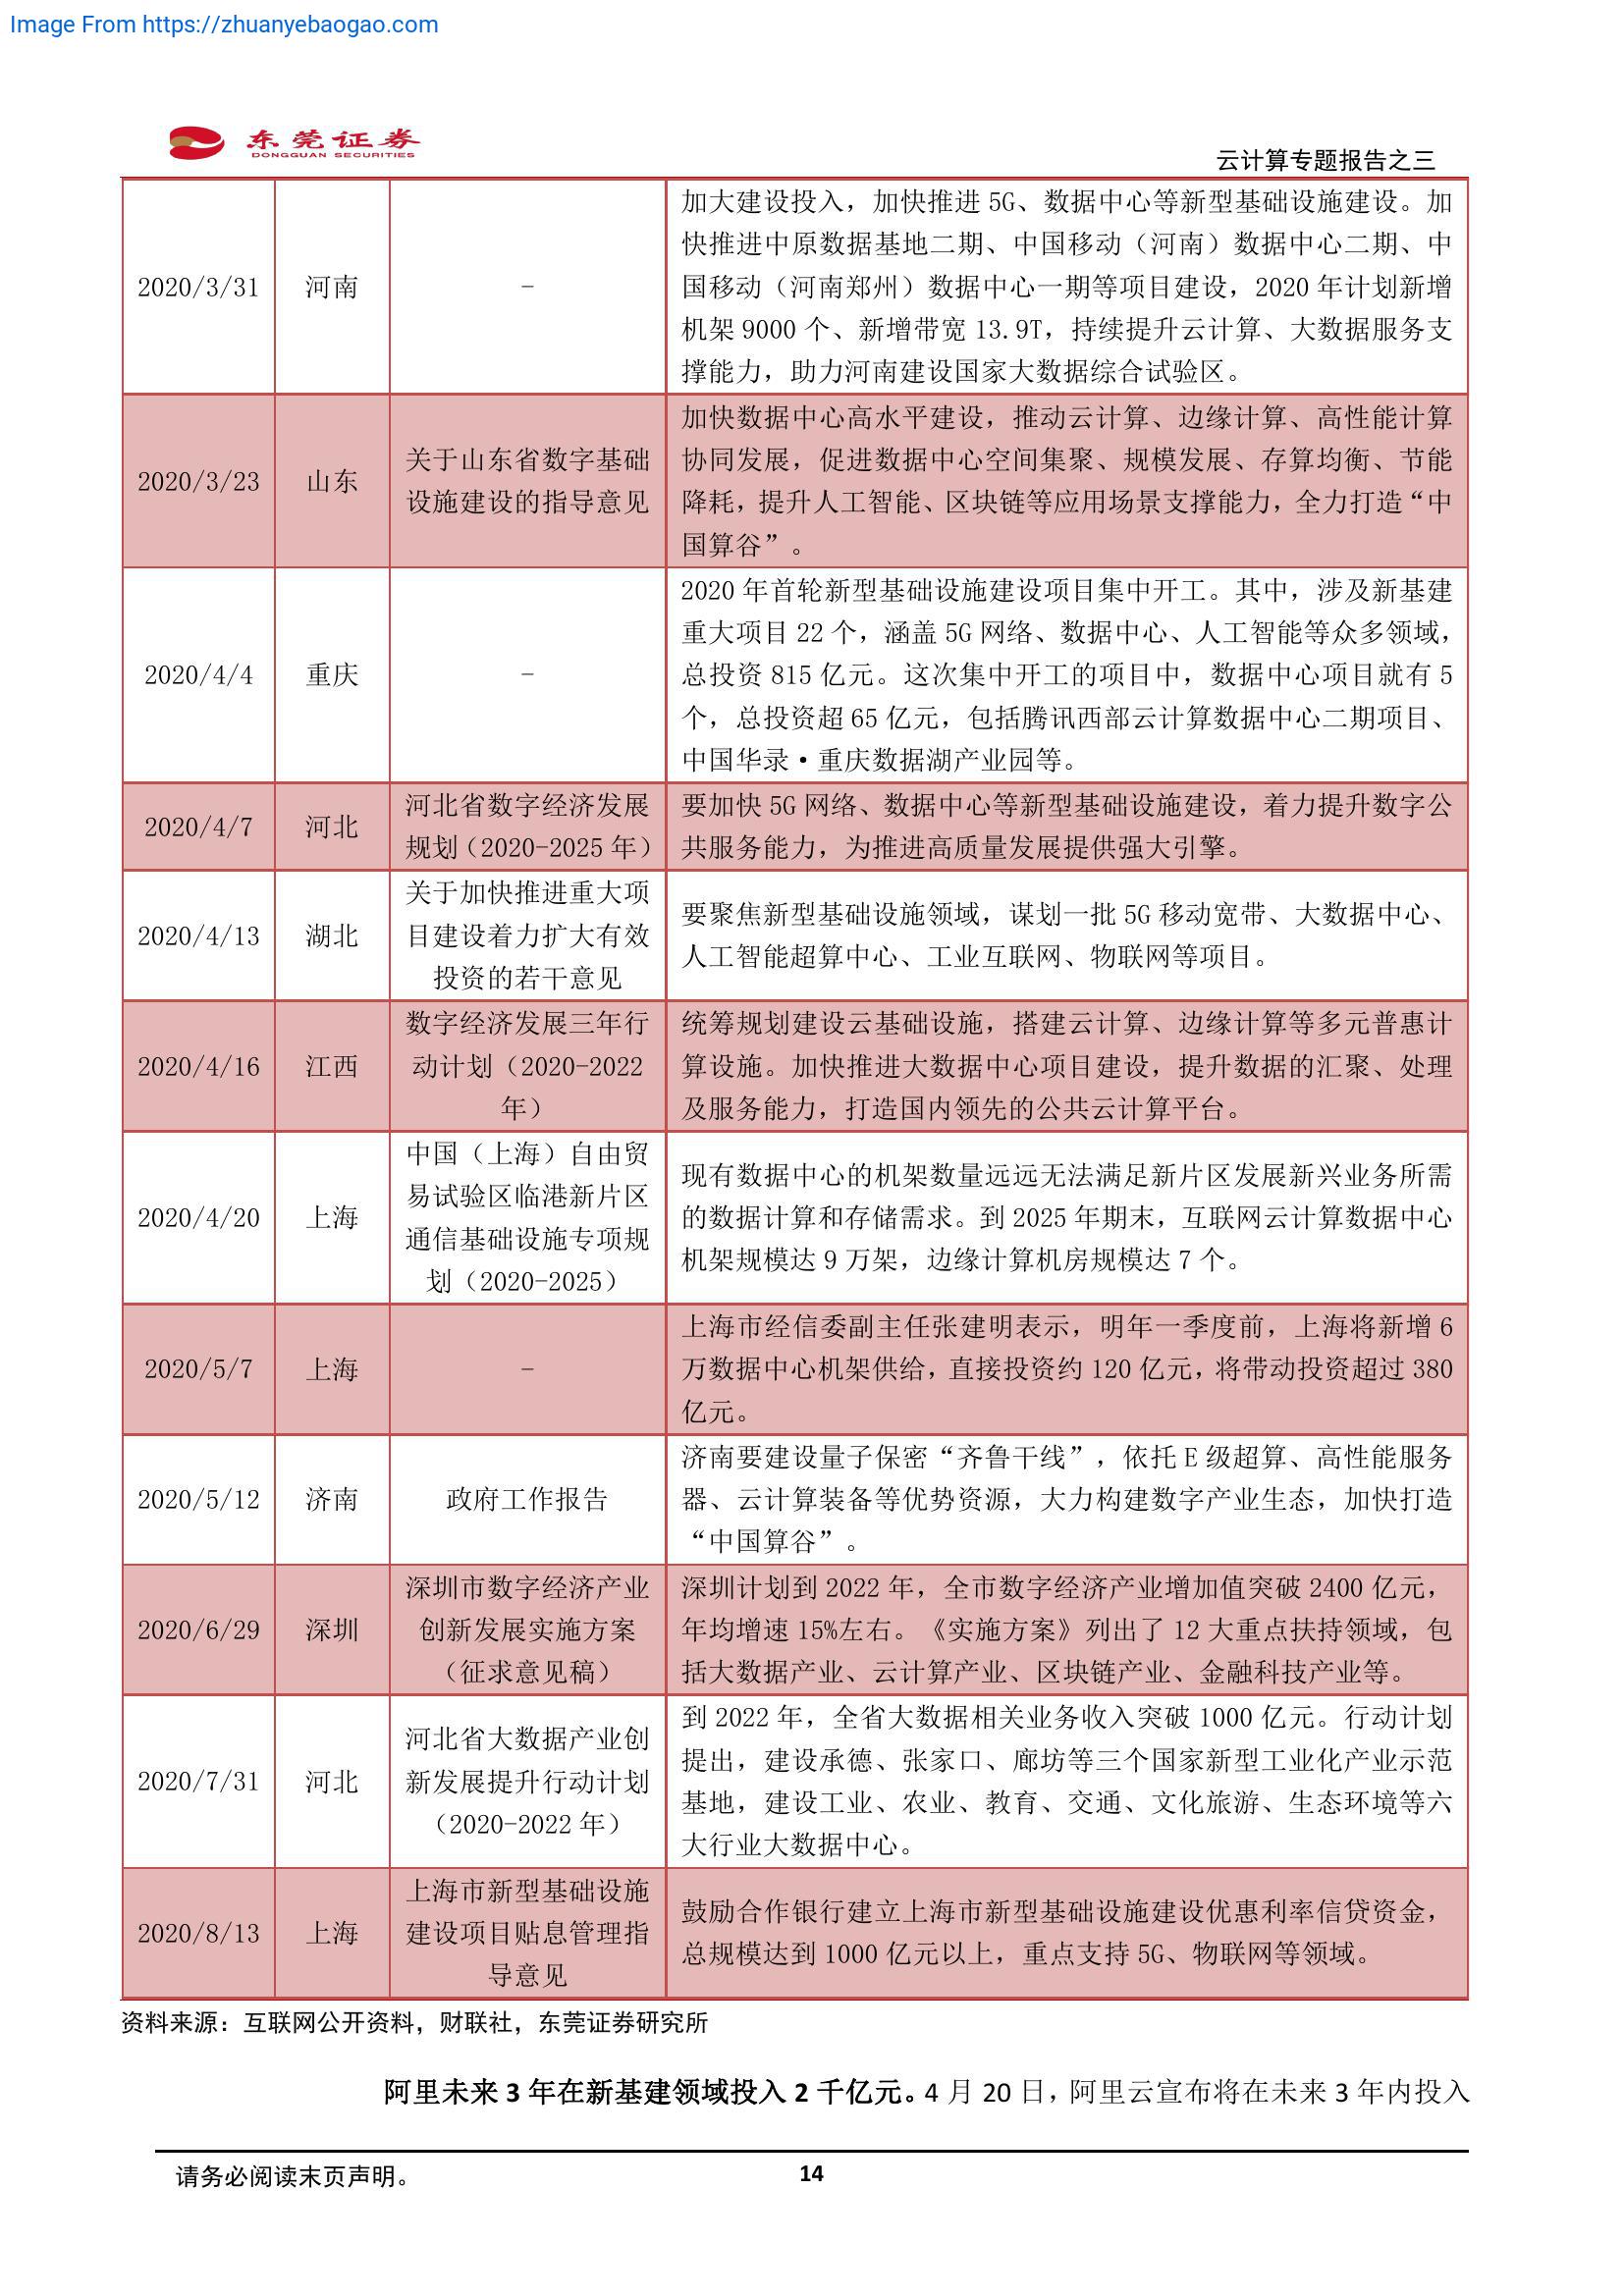 Image From https://zhuanyebaogao.com
东莞证券
DONGGUAN SECURITIES
云计算专题报告之三
2020/3/31
河南
-
加大建设投入，加快推进 5G、数据中心等新型基础设施建设。加
快推进中原数据基地二期、中国移动（河南）数据中心二期、中
国移动（河南郑州）数据中心一期等项目建设，2020 年计划新增
机架 9000 个、新增带宽 13.9T，持续提升云计算、大数据服务支
撑能力，助力河南建设国家大数据综合试验区。
2020/3/23
山东
关于山东省数字基础
设施建设的指导意见
加快数据中心高水平建设，推动云计算、边缘计算、高性能计算
协同发展，促进数据中心空间集聚、规模发展、存算均衡、节能
降耗，提升人工智能、区块链等应用场景支撑能力，全力打造“中
国算谷”。
2020/4/4
重庆
-
2020 年首轮新型基础设施建设项目集中开工。其中，涉及新基建
重大项目 22 个，涵盖 5G 网络、数据中心、人工智能等众多领域，
总投资 815 亿元。这次集中开工的项目中，数据中心项目就有 5
个，总投资超 65 亿元，包括腾讯西部云计算数据中心二期项目、
中国华录·重庆数据湖产业园等。
2020/4/7
河北
河北省数字经济发展
规划（2020-2025 年）
要加快 5G 网络、数据中心等新型基础设施建设，着力提升数字公
共服务能力，为推进高质量发展提供强大引擎。
2020/4/13
湖北
关于加快推进重大项
目建设着力扩大有效
投资的若干意见
要聚焦新型基础设施领域，谋划一批 5G 移动宽带、大数据中心、
人工智能超算中心、工业互联网、物联网等项目。
2020/4/16
江西
数字经济发展三年行
动计划（2020-2022
年）
统筹规划建设云基础设施，搭建云计算、边缘计算等多元普惠计
算设施。加快推进大数据中心项目建设，提升数据的汇聚、处理
及服务能力，打造国内领先的公共云计算平台。
2020/4/20
上海
中国（上海）自由贸
易试验区临港新片区
通信基础设施专项规
划（2020-2025）
现有数据中心的机架数量远远无法满足新片区发展新兴业务所需
的数据计算和存储需求。到 2025 年期末，互联网云计算数据中心
机架规模达 9 万架，边缘计算机房规模达 7 个。
2020/5/7
上海
-
上海市经信委副主任张建明表示，明年一季度前，上海将新增 6
万数据中心机架供给，直接投资约 120 亿元，将带动投资超过 380
亿元。
2020/5/12
济南
政府工作报告
济南要建设量子保密“齐鲁干线”，依托 E 级超算、高性能服务
器、云计算装备等优势资源，大力构建数字产业生态，加快打造
“中国算谷”。
2020/6/29
深圳
深圳市数字经济产业
创新发展实施方案
（征求意见稿）
深圳计划到 2022 年，全市数字经济产业增加值突破 2400 亿元，
年均增速 15%左右。《实施方案》列出了 12 大重点扶持领域，包
括大数据产业、云计算产业、区块链产业、金融科技产业等。
2020/7/31
河北
河北省大数据产业创
新发展提升行动计划
（2020-2022 年）
到 2022 年，全省大数据相关业务收入突破 1000 亿元。行动计划
提出，建设承德、张家口、廊坊等三个国家新型工业化产业示范
基地，建设工业、农业、教育、交通、文化旅游、生态环境等六
大行业大数据中心。
2020/8/13
上海
上海市新型基础设施
建设项目贴息管理指
导意见
鼓励合作银行建立上海市新型基础设施建设优惠利率信贷资金，
总规模达到 1000 亿元以上，重点支持 5G、物联网等领域。
资料来源：互联网公开资料，财联社，东莞证券研究所
阿里未来 3 年在新基建领域投入 2 千亿元。4 月 20 日，阿里云宣布将在未来 3 年内投入
请务必阅读末页声明。
14